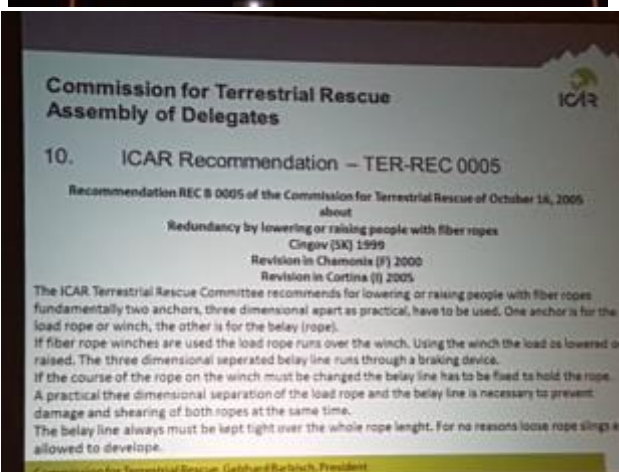 Commission for Terrestrial Rescue
Assembly of Delegates
ICAR
10. ICAR Recommendation – TER-REC 0005
Recommendation REC B 0005 of the Commission for Terrestrial Rescue of October 16, 2005
about
Redundancy by lowering or raising people with fiber ropes
Cingov (SK) 1999
Revision in Chamonix (F) 2000
Revision in Cortina (I) 2005
The ICAR Terrestrial Rescue Committee recommends for lowering or raising people with fiber ropes
fundamentally two anchors, three dimensional apart as practical, have to be used. One anchor is for the
load rope or winch, the other is for the belay (rope).
If fiber rope winches are used the load rope runs over the winch. Using the winch the load os lowered o
raised. The three dimensional seperated belay line runs through a braking device.
If the course of the rope on the winch must be changed the belay line has to be fixed to hold the rope.
A practical thee dimensional separation of the load rope and the belay line is necessary to prevent
damage and shearing of both ropes at the same time.
The belay line always must be kept tight over the whole rope lenght. For no reasons loose rope slings a
allowed to develope.
Commission for Terrestrial Rescue, Gebhard Barbisch, President